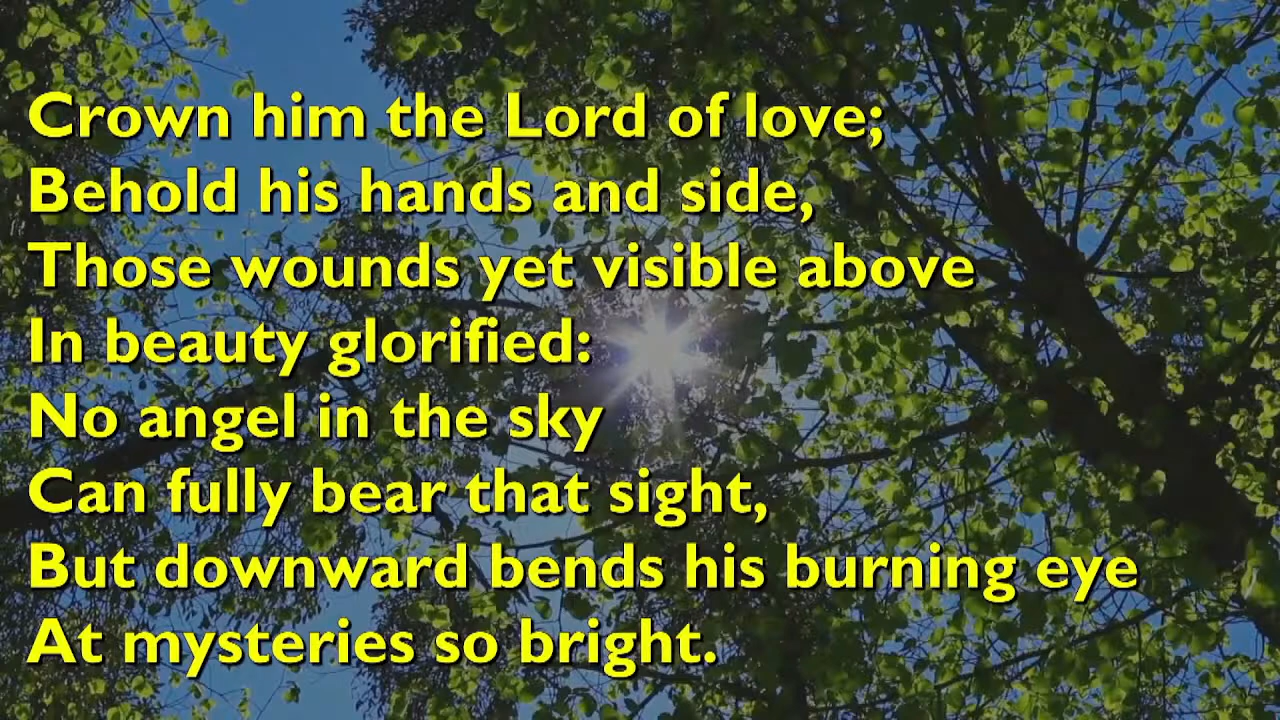 Crown him the Lord of love;
Behold his hands and side,
Those wounds yet visible above
In beauty glorified:
No angel in the sky
Can fully bear that sight,
But downward bends his burning eye
At mysteries so bright.